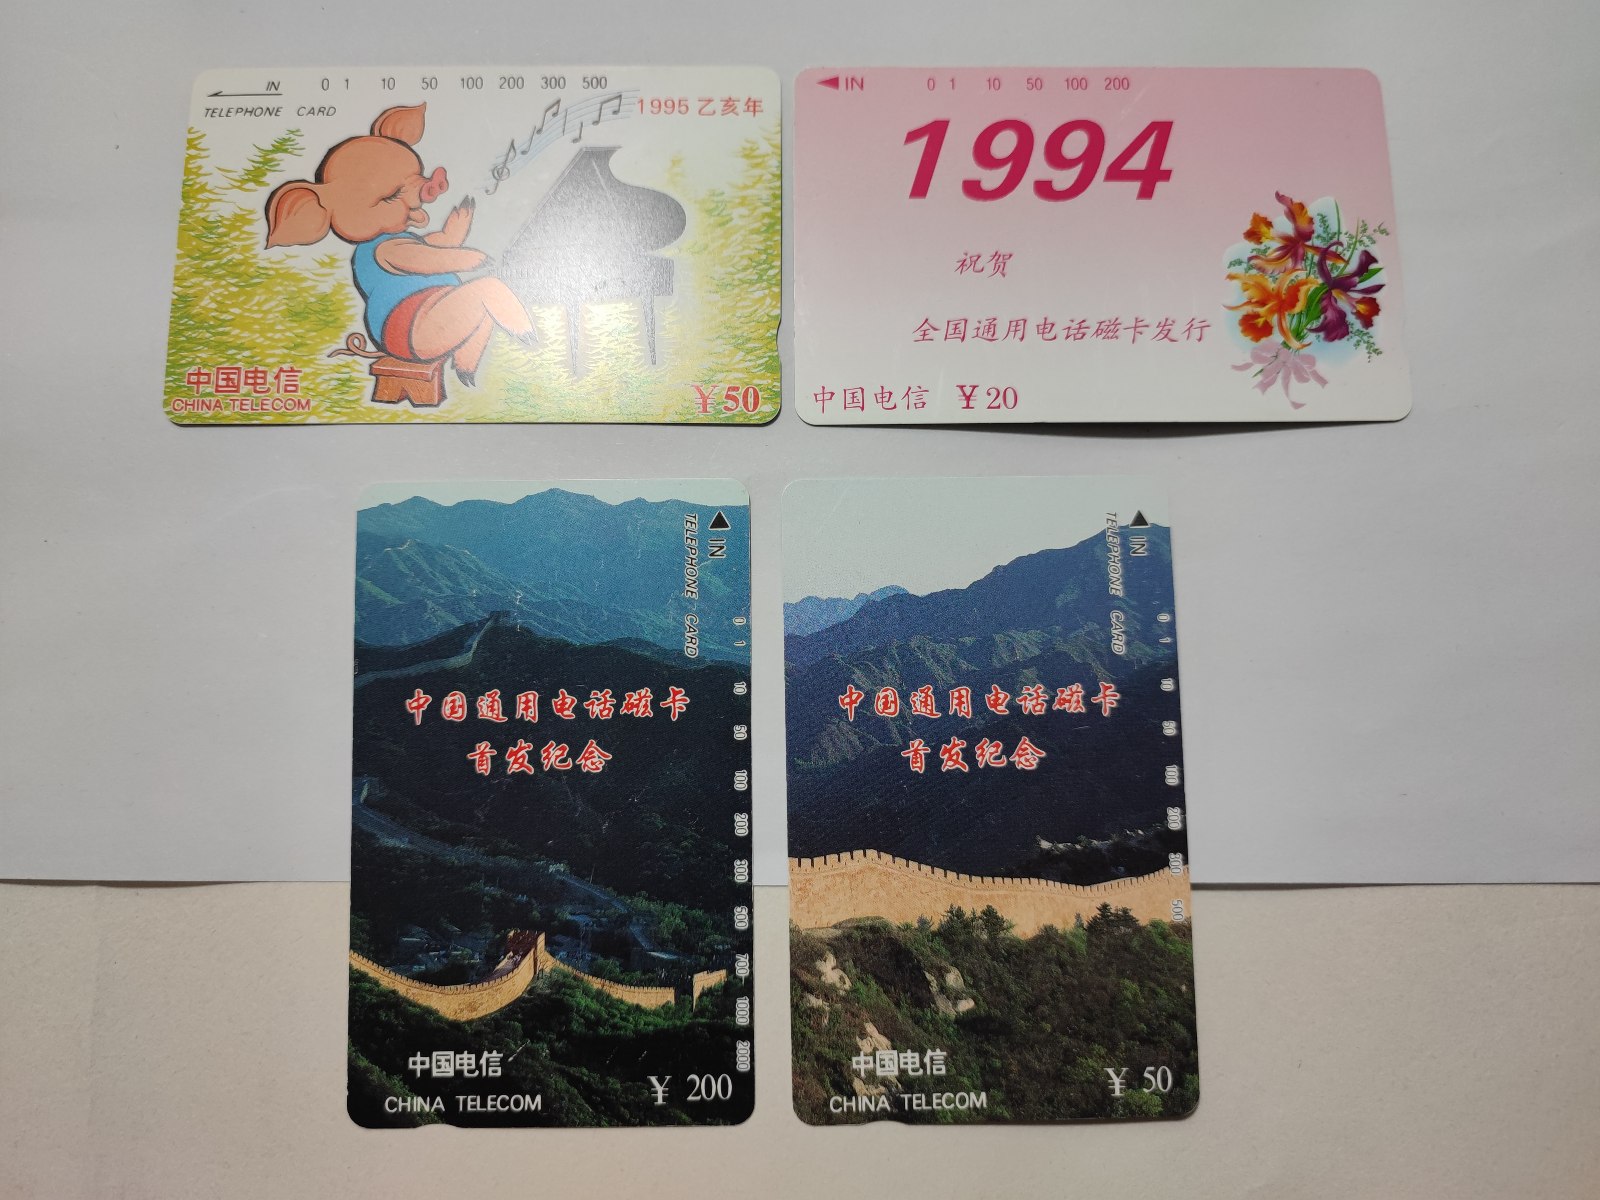 IN 0 1 10 50 100 200 300 500
TELEPHONE CARD
1995 乙亥年
中国电信
CHINA TELECOM
¥50
IN 0 1 10 50 100 200
1994
祝贺
全国通用电话磁卡发行
中国电信 ¥20
IN
TELEPHONE CARD
0 1 10 50 100 200 300 500 700 1000 2000
中国通用电话磁卡
首发纪念
中国电信
CHINA TELECOM
¥ 200
IN
TELEPHONE CARD
0 10 50 100 200 300 500
中国通用电话磁卡
首发纪念
中国电信
CHINA TELECOM
¥ 50